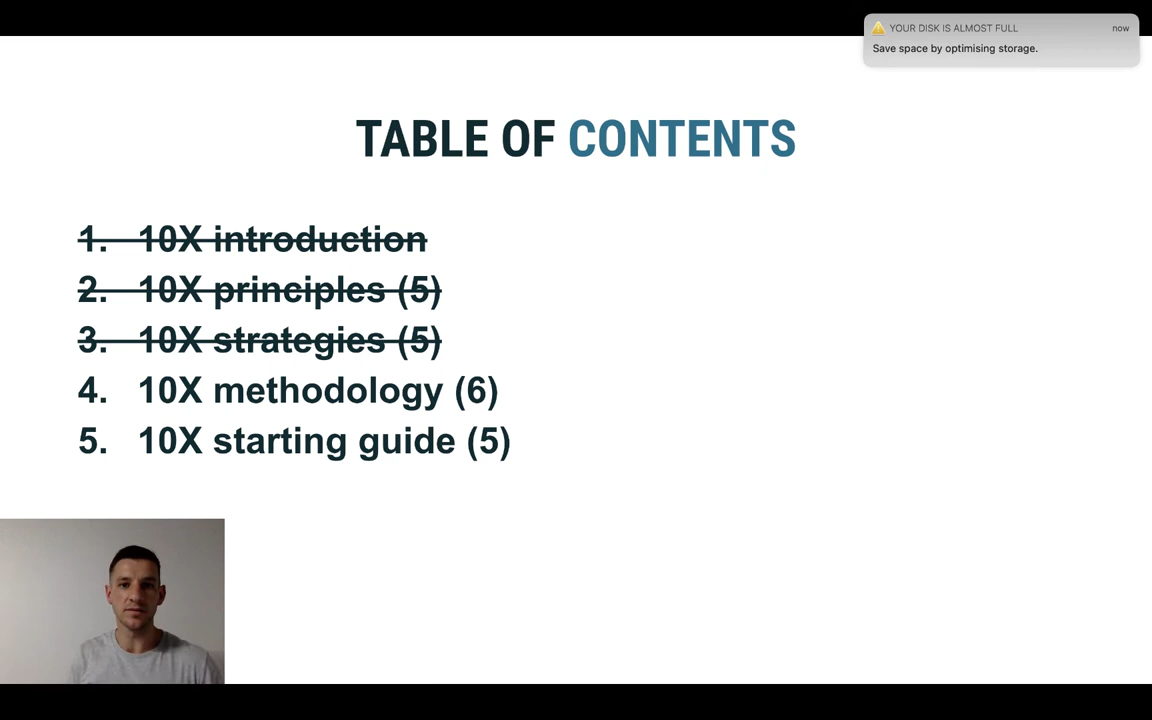 YOUR DISK IS ALMOST FULL now
Save space by optimising storage.
TABLE OF CONTENTS
1. 10X introduction
2. 10X principles (5)
3. 10X strategies (5)
4. 10X methodology (6)
5. 10X starting guide (5)